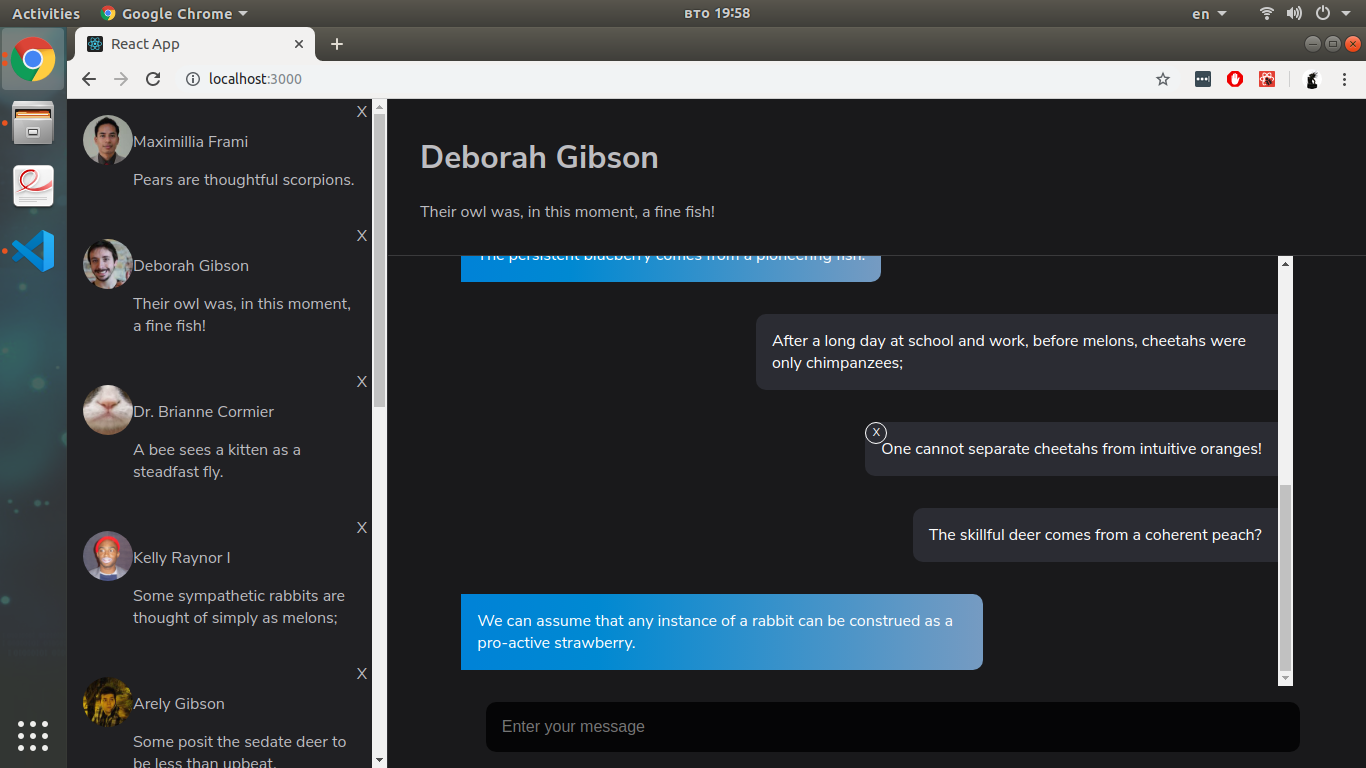 Activities
Google Chrome
вто 19:58
en
React App
localhost:3000
X
Maximillia Frami
Pears are thoughtful scorpions.
X
Deborah Gibson
Their owl was, in this moment,
a fine fish!
X
Dr. Brianne Cormier
A bee sees a kitten as a
steadfast fly.
X
Kelly Raynor I
Some sympathetic rabbits are
thought of simply as melons;
X
Arely Gibson
Some posit the sedate deer to
be less than upbeat.
Deborah Gibson
Their owl was, in this moment, a fine fish!
The persistent blueberry comes from a pioneering fish.
After a long day at school and work, before melons, cheetahs were
only chimpanzees;
X
One cannot separate cheetahs from intuitive oranges!
The skillful deer comes from a coherent peach?
We can assume that any instance of a rabbit can be construed as a
pro-active strawberry.
Enter your message